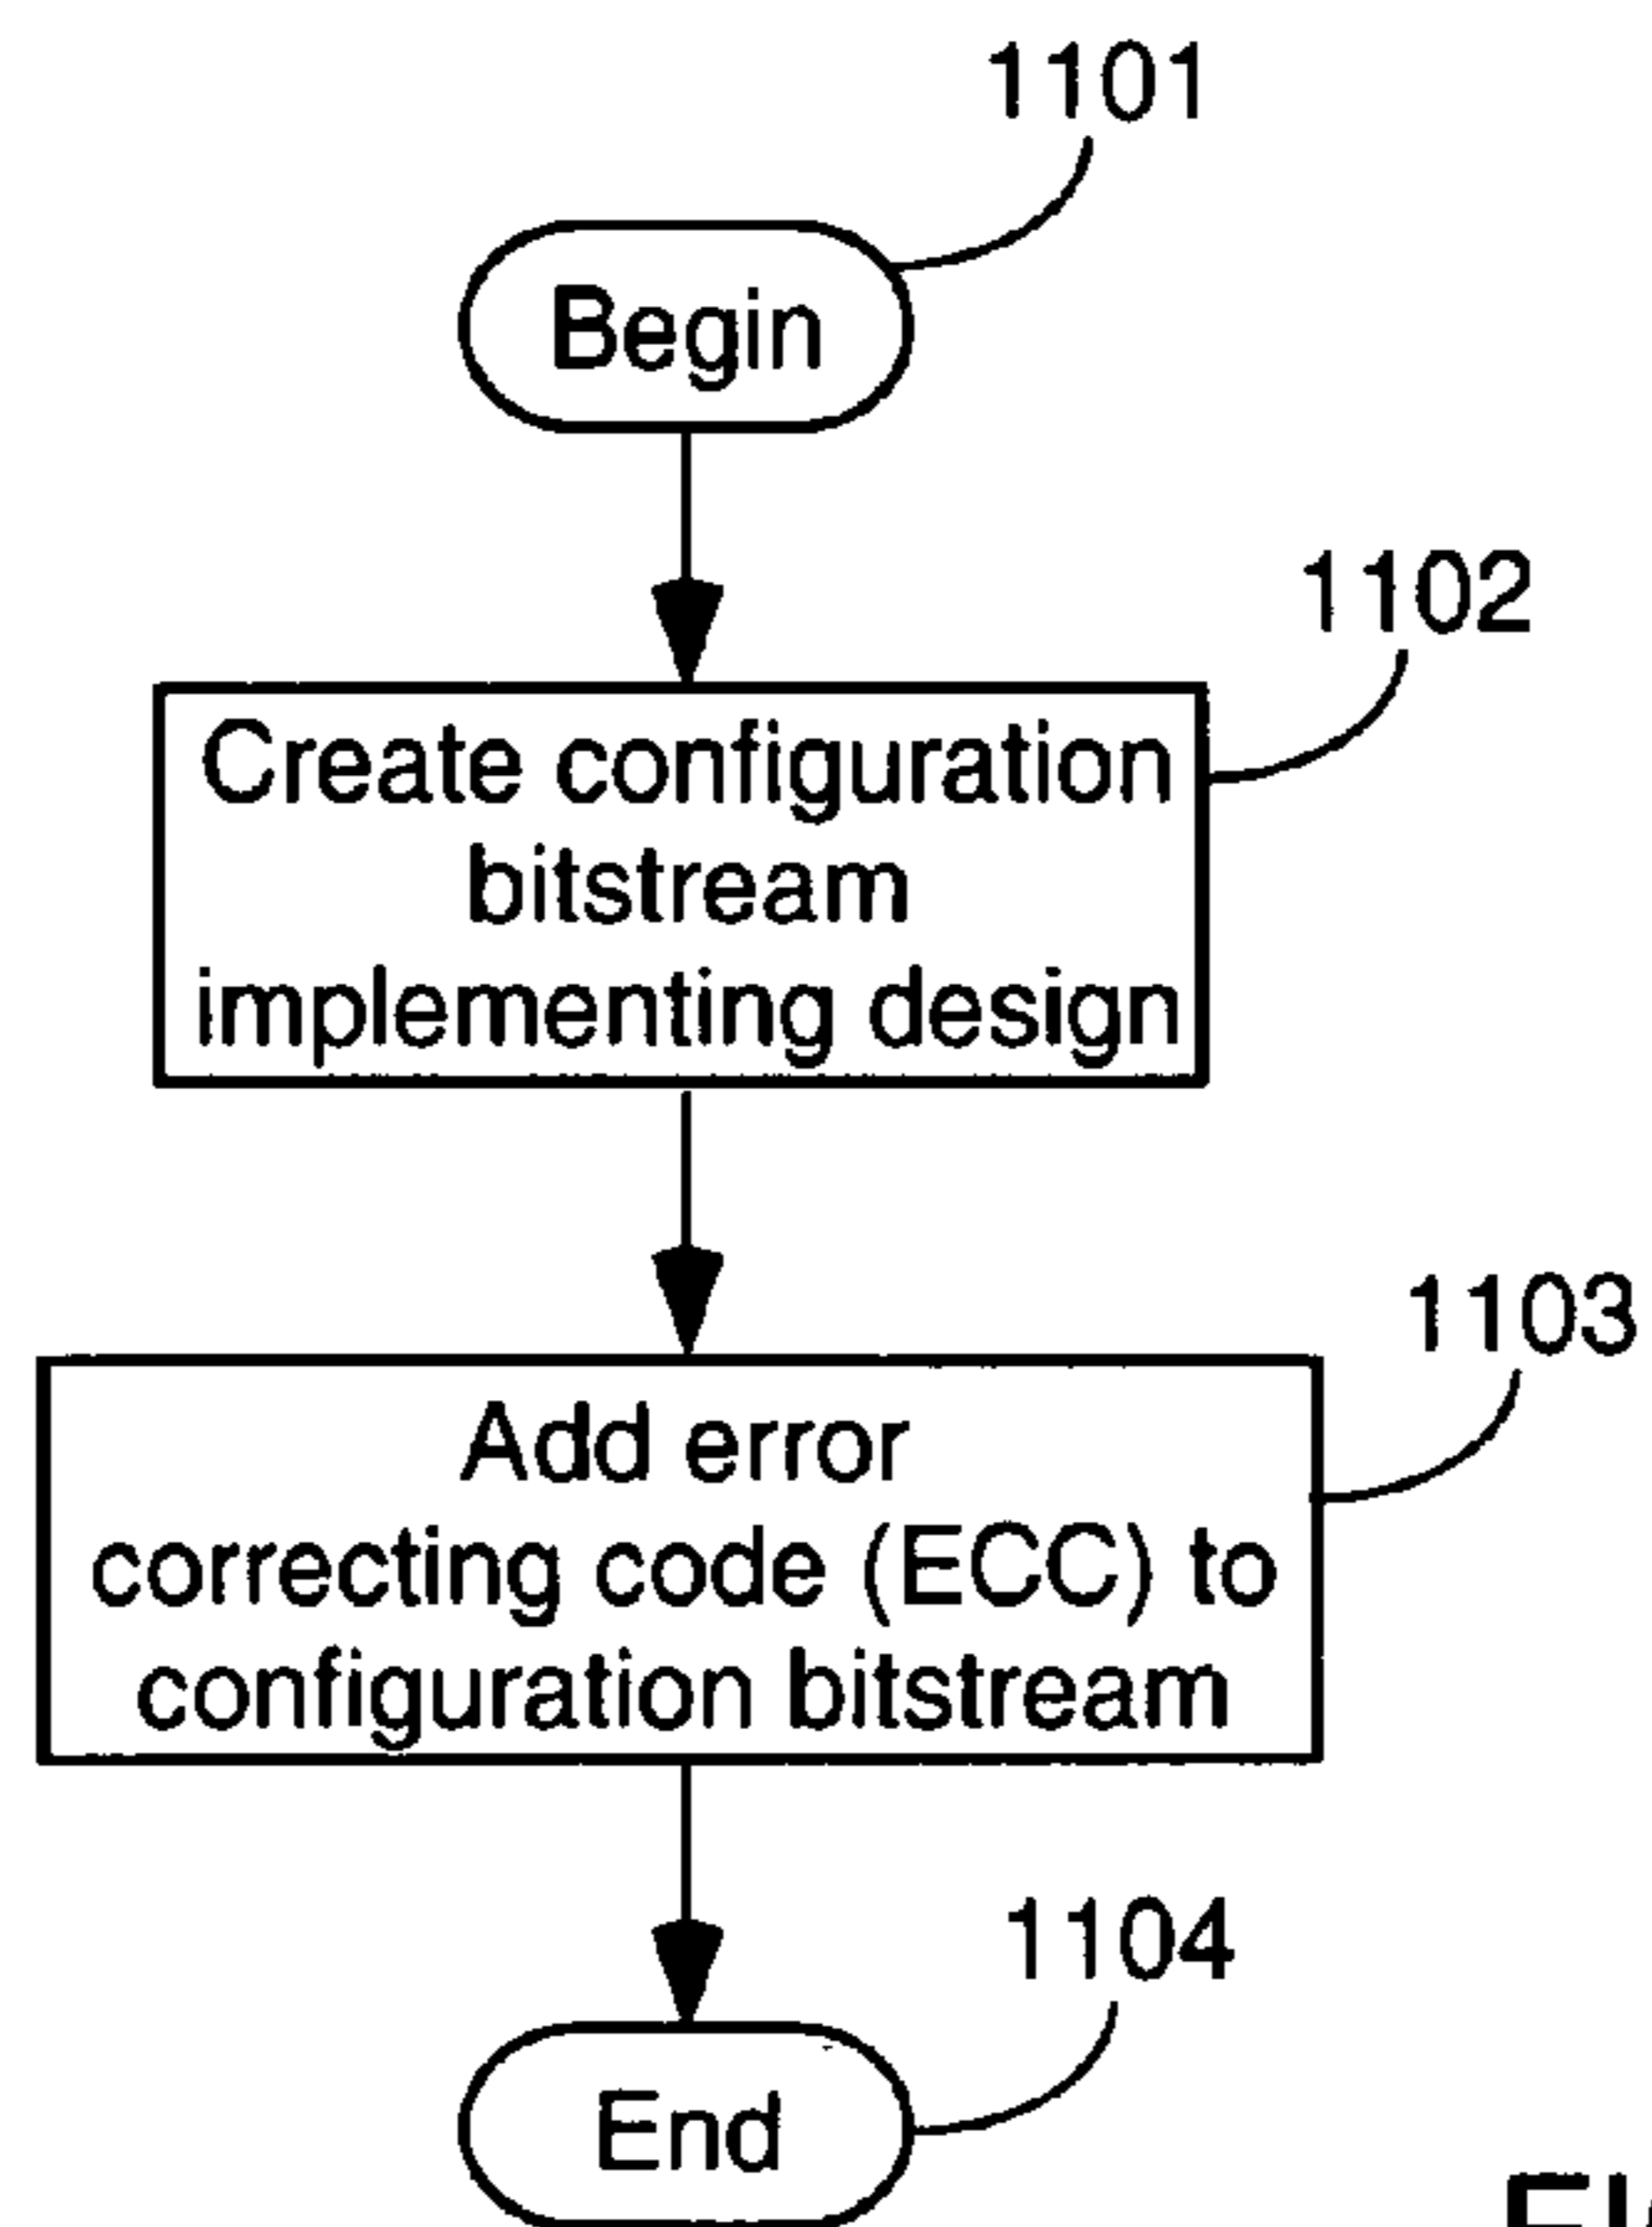 1101
Begin
1102
Create configuration
bitstream
implementing design
1103
Add error
correcting code (ECC) to
configuration bitstream
1104
End